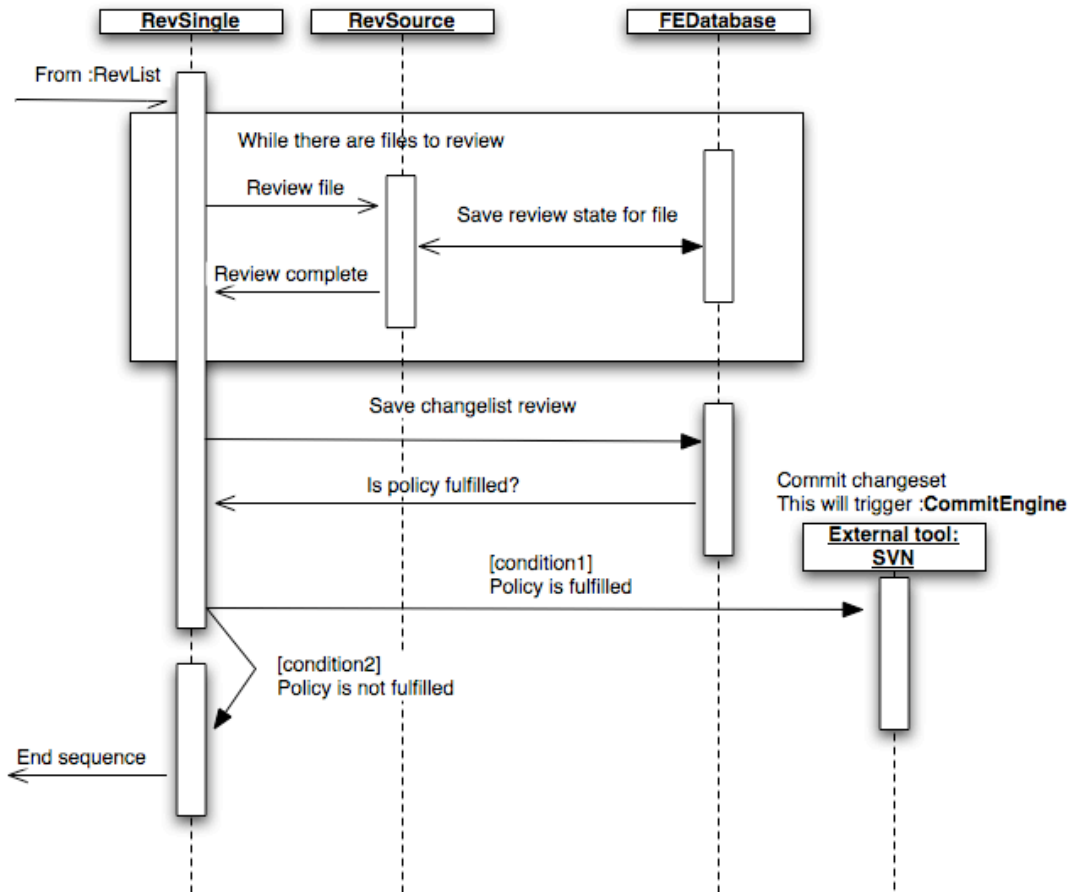 RevSingle
RevSource
FEDatabase
From :RevList
While there are files to review
Review file
Save review state for file
Review complete
Save changelist review
Is policy fulfilled?
Commit changeset
This will trigger :CommitEngine
External tool:
SVN
[condition1]
Policy is fulfilled
[condition2]
Policy is not fulfilled
End sequence